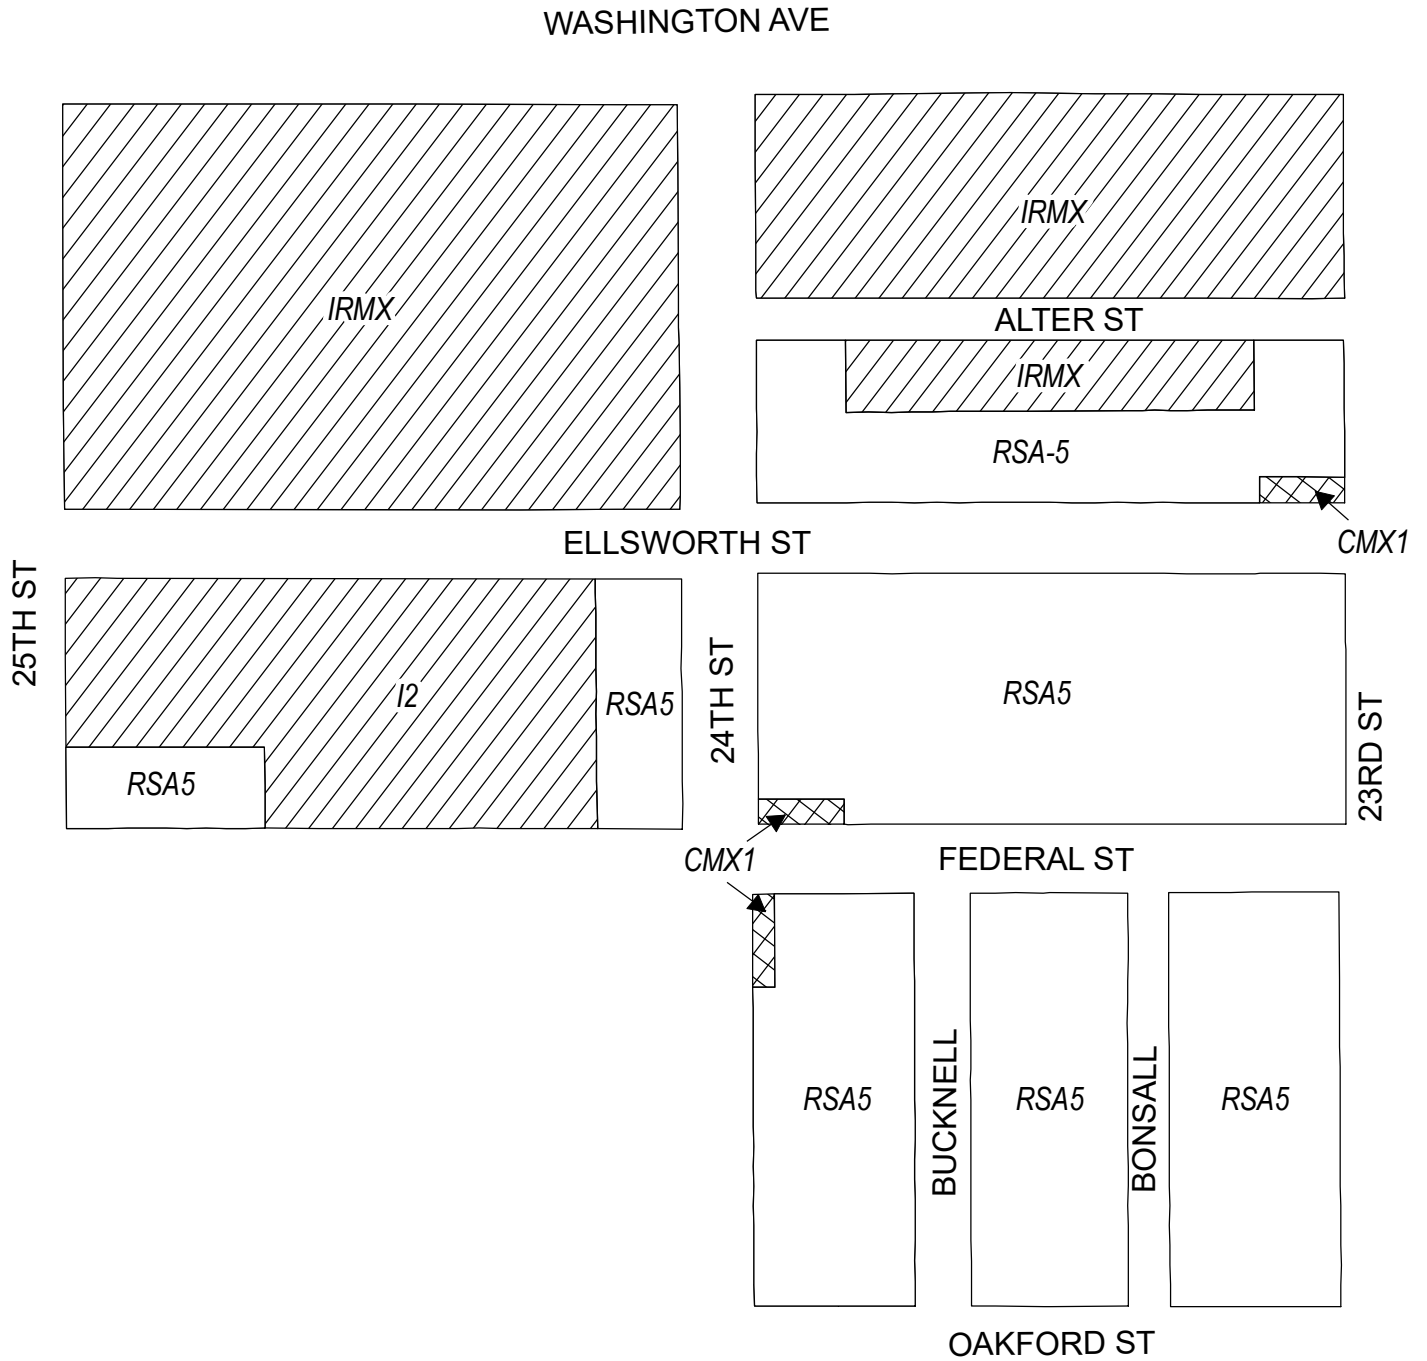 WASHINGTON AVE
IRMX
IRMX
ALTER ST
IRMX
RSA-5
CMX1
ELLSWORTH ST
25TH ST
I2
RSA5
24TH ST
RSA5
23RD ST
RSA5
CMX1
FEDERAL ST
RSA5
BUCKNELL
RSA5
BONSALL
RSA5
OAKFORD ST